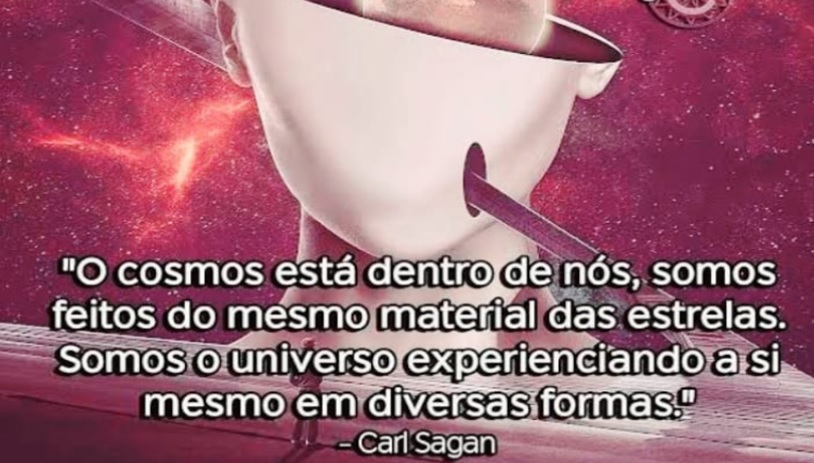 "O cosmos está dentro de nós, somos
feitos do mesmo material das estrelas.
Somos o universo experienciando a si
mesmo em diversas formas."
– Carl Sagan